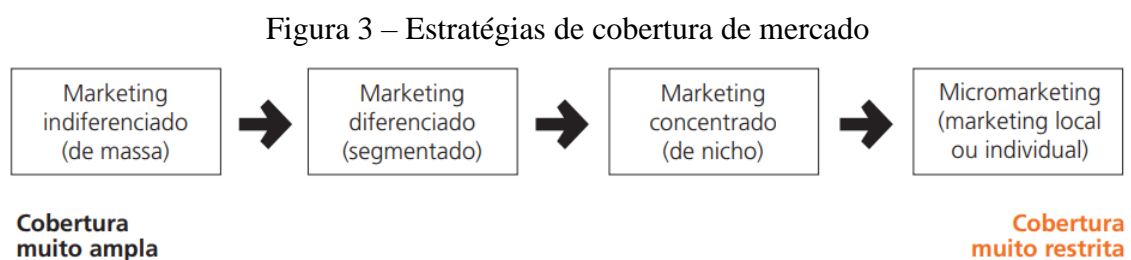 Figura 3 – Estratégias de cobertura de mercado
Marketing
indiferenciado
(de massa)
Marketing
diferenciado
(segmentado)
Marketing
concentrado
(de nicho)
Micromarketing
(marketing local
ou individual)
Cobertura
muito ampla
Cobertura
muito restrita